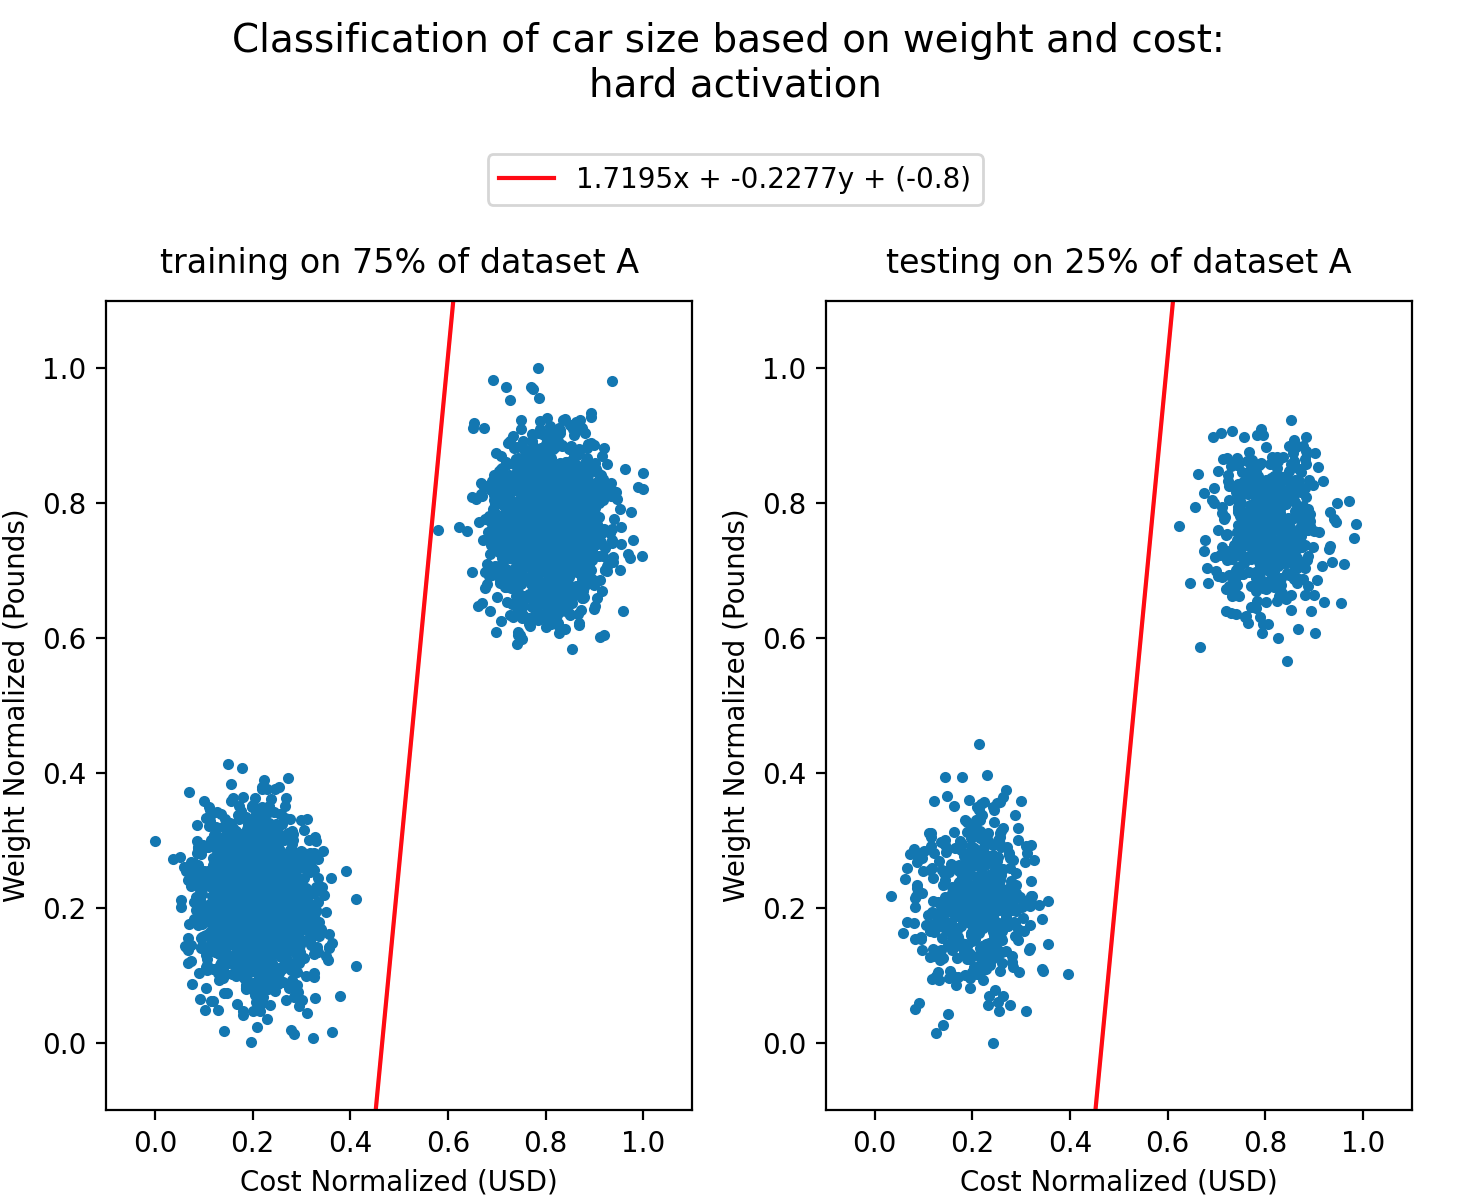 Classification of car size based on weight and cost:
hard activation
1.7195x + -0.2277y + (-0.8)
training on 75% of dataset A
testing on 25% of dataset A
Weight Normalized (Pounds)
1.0
0.8
0.6
0.4
0.2
0.0
0.0 0.2 0.4 0.6 0.8 1.0
Cost Normalized (USD)
Weight Normalized (Pounds)
1.0
0.8
0.6
0.4
0.2
0.0
0.0 0.2 0.4 0.6 0.8 1.0
Cost Normalized (USD)